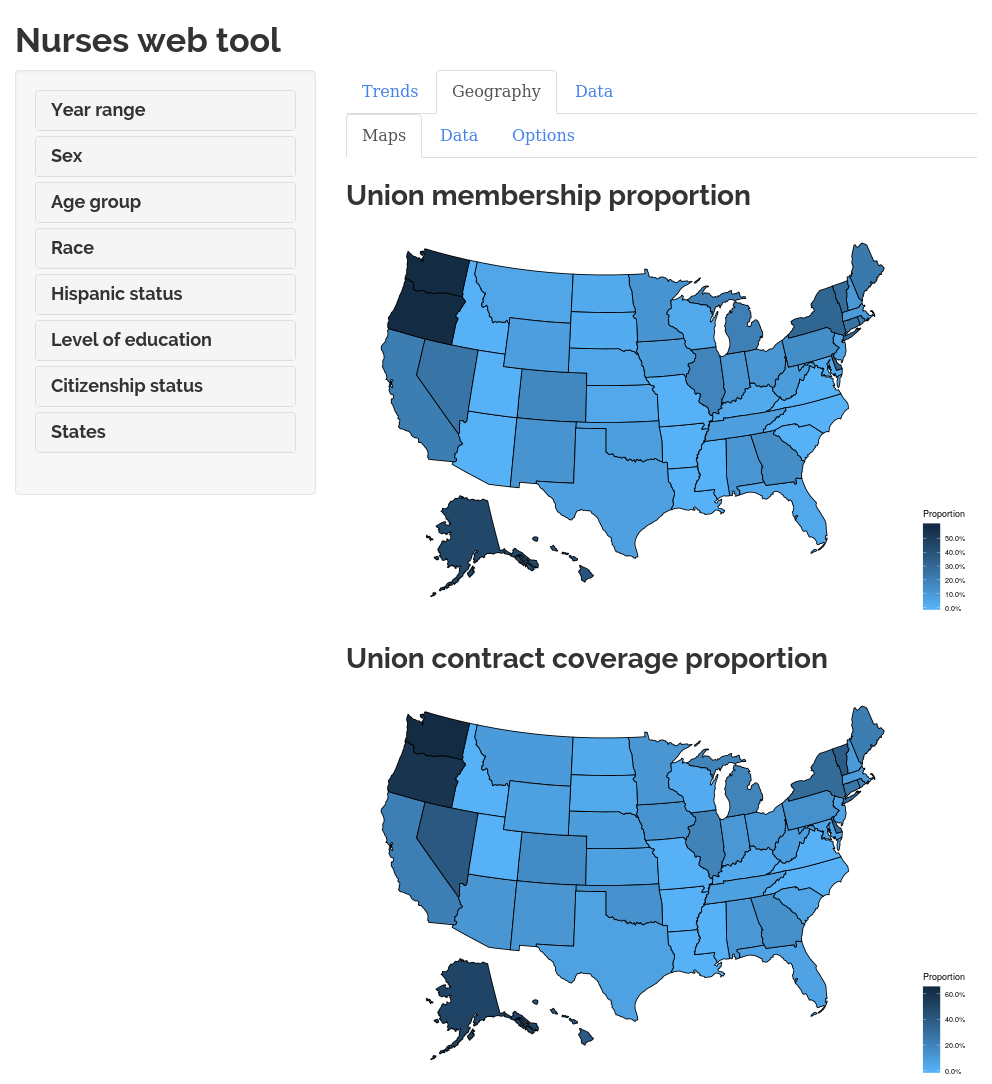 Nurses web tool
Year range
Sex
Age group
Race
Hispanic status
Level of education
Citizenship status
States
Trends Geography Data
Maps Data Options
Union membership proportion
Proportion
50.0%
40.0%
30.0%
20.0%
10.0%
0.0%
Union contract coverage proportion
Proportion
60.0%
40.0%
20.0%
0.0%